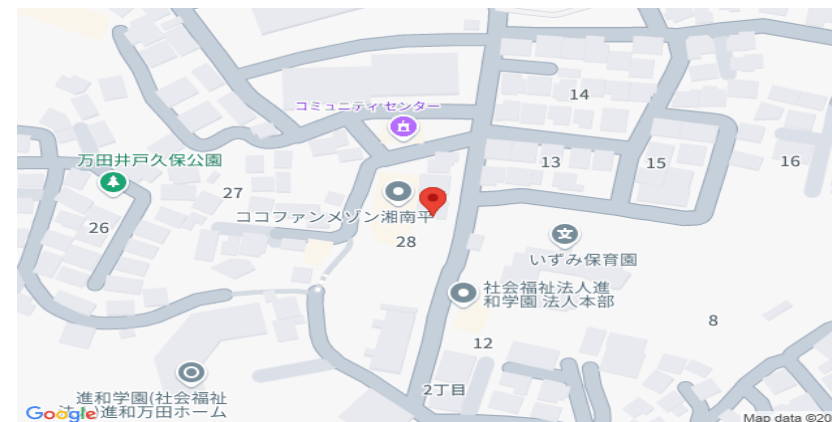 14
コミュニティ センター
万田井戸久保公園
13
15
16
27
ココファンメゾン湘南平
26
28
いずみ保育園
社会福祉法人進
和学園 法人本部
8
12
2丁目
進和学園(社会福祉
進和万田ホーム
Google
Map data ©20